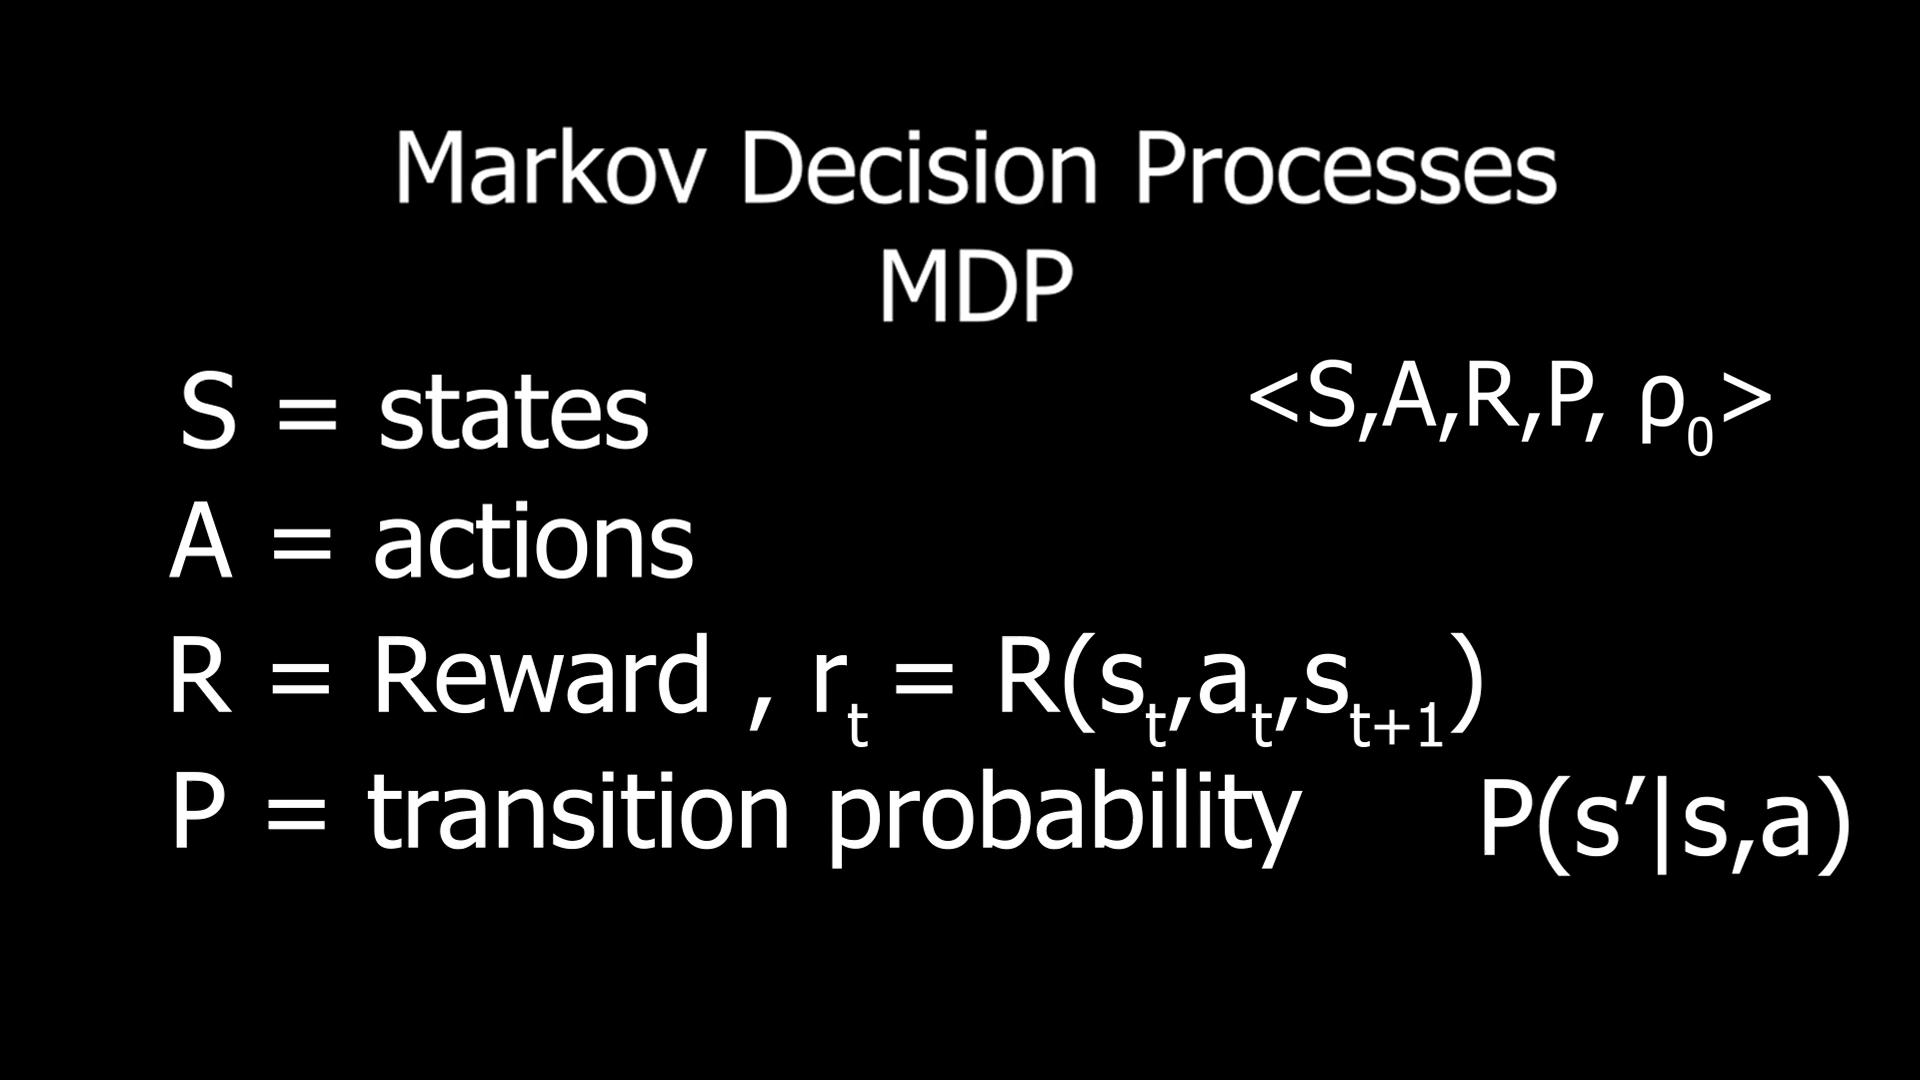 Markov Decision Processes
MDP
S = states
<S,A,R,P, ρ₀>
A = actions
R = Reward , rₜ = R(sₜ,aₜ,sₜ₊₁)
P = transition probability P(s′|s,a)